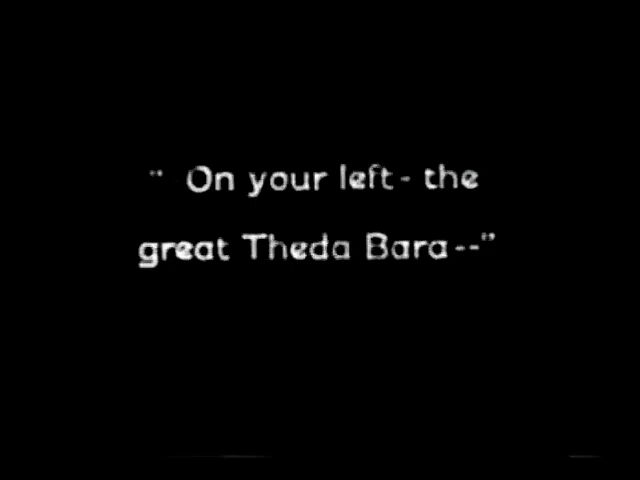 " On your left - the
great Theda Bara --"